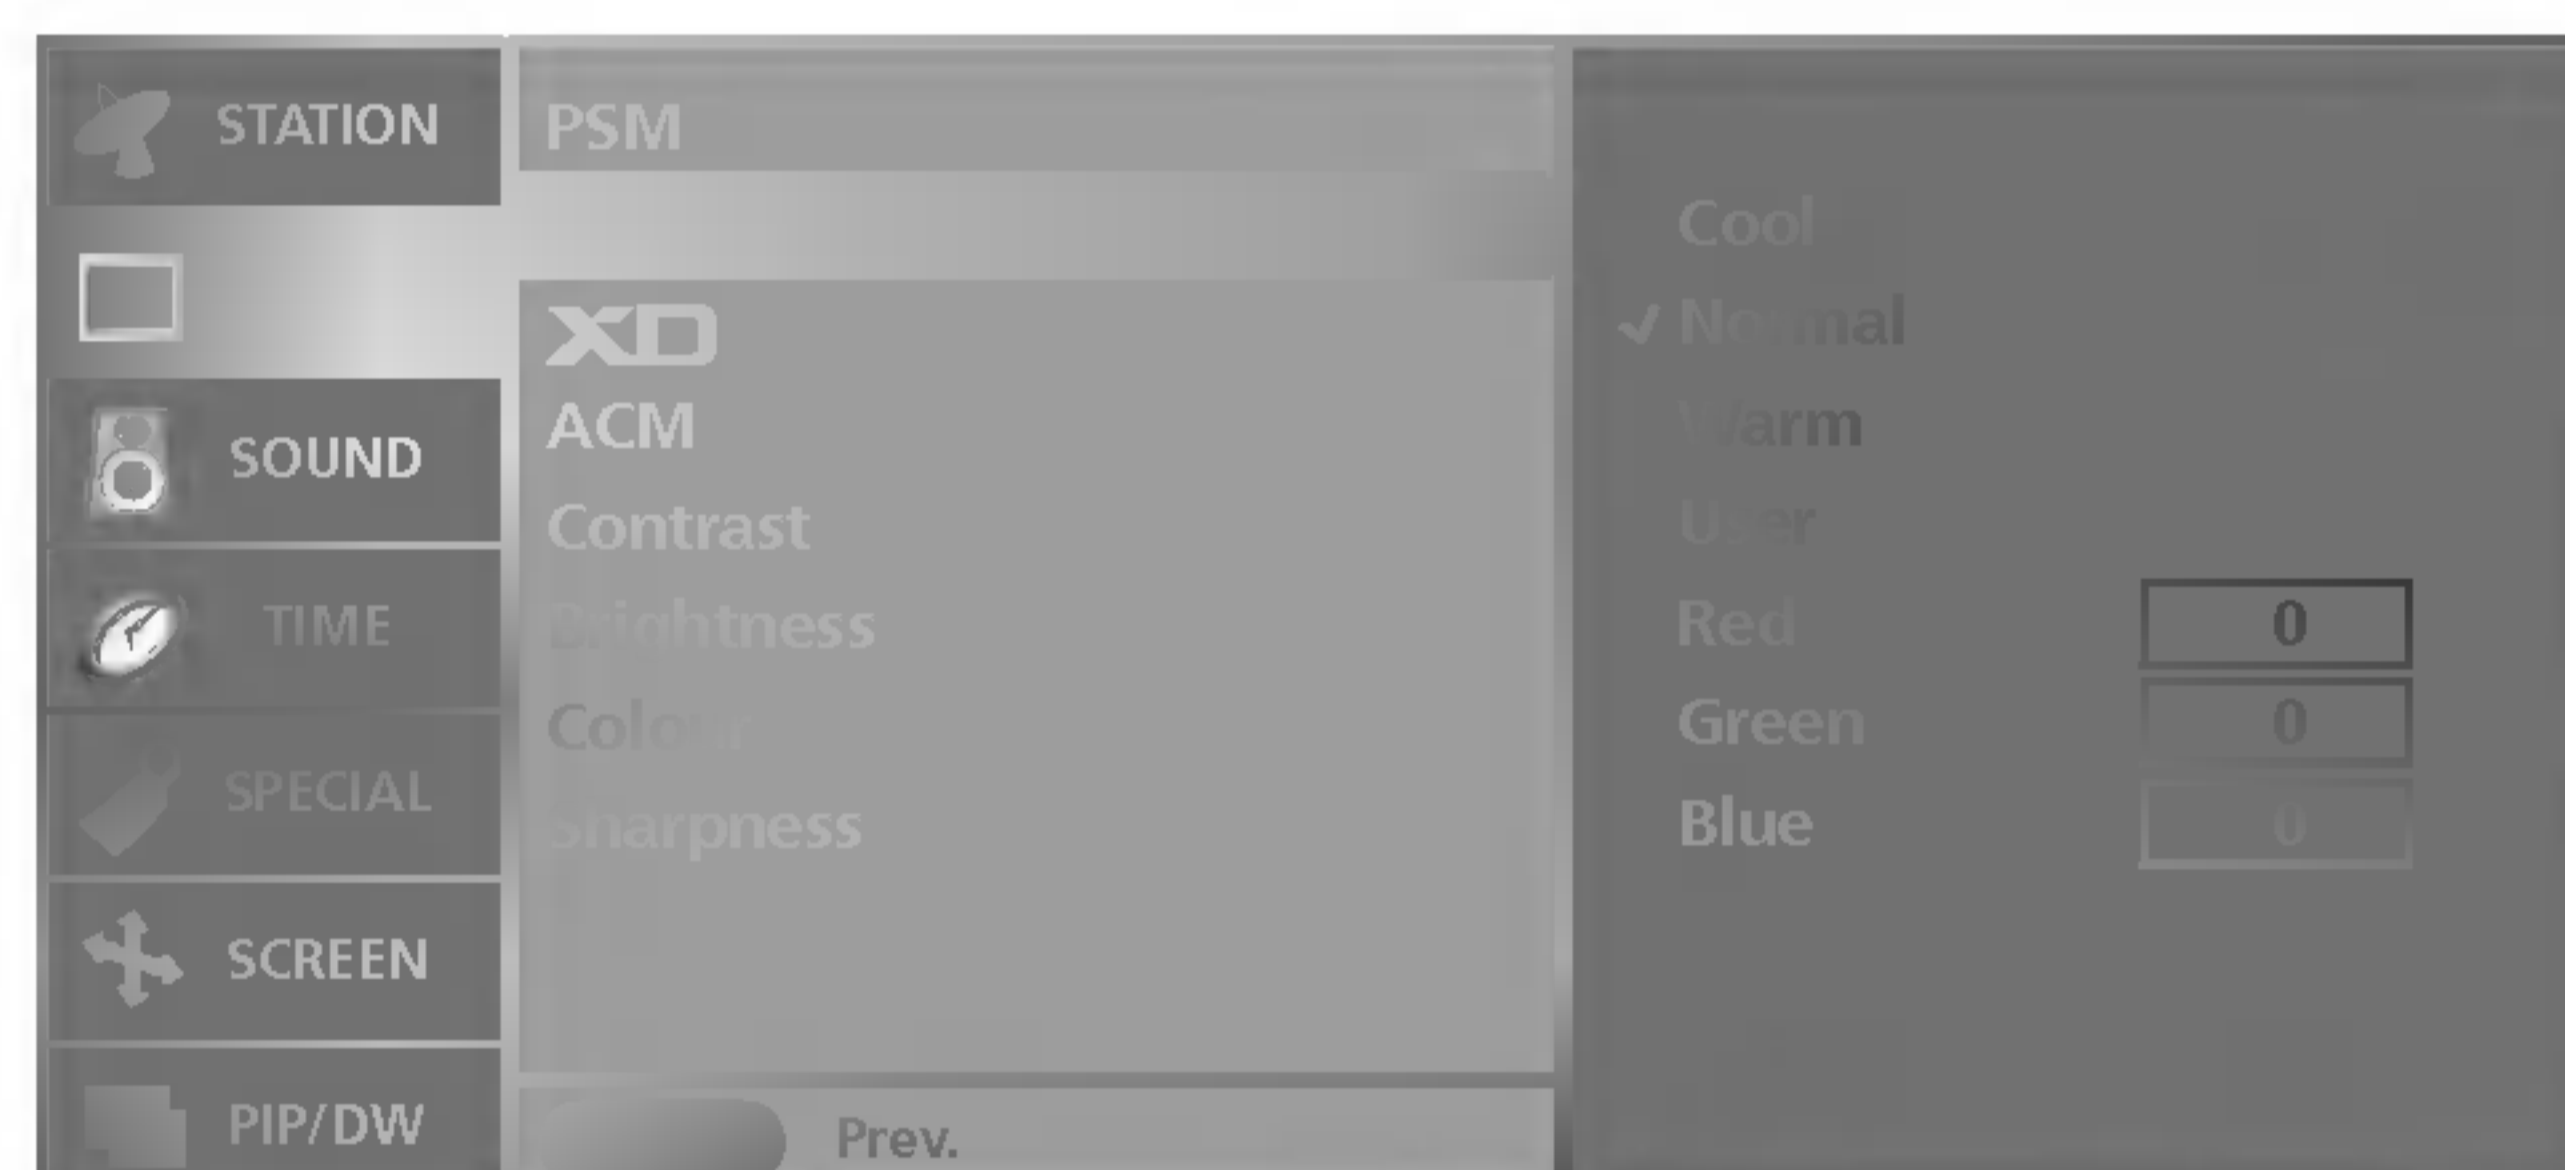 STATION
SOUND
TIME
SPECIAL
SCREEN
PIP/DW
PSM
XD
ACM
Contrast
Brightness
Colour
Sharpness
Prev.
Cool
✓ Normal
Warm
User
Red 0
Green 0
Blue 0